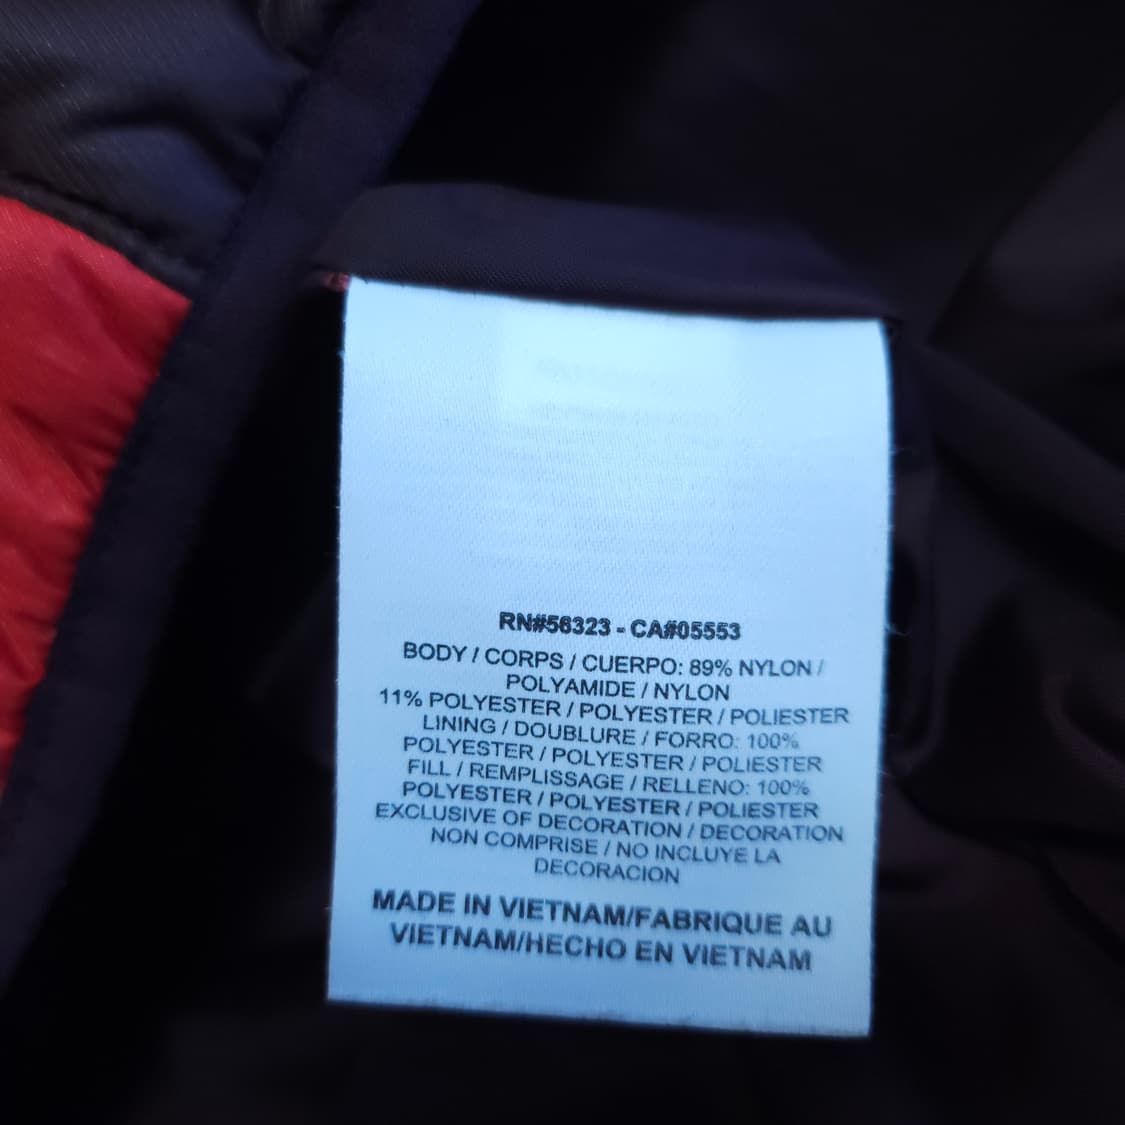 RN#56323 - CA#05553
BODY / CORPS / CUERPO: 89% NYLON /
POLYAMIDE / NYLON
11% POLYESTER / POLYESTER / POLIESTER
LINING / DOUBLURE / FORRO: 100%
POLYESTER / POLYESTER / POLIESTER
FILL / REMPLISSAGE / RELLENO: 100%
POLYESTER / POLYESTER / POLIESTER
EXCLUSIVE OF DECORATION / DECORATION
NON COMPRISE / NO INCLUYE LA
DECORACION
MADE IN VIETNAM/FABRIQUE AU
VIETNAM/HECHO EN VIETNAM